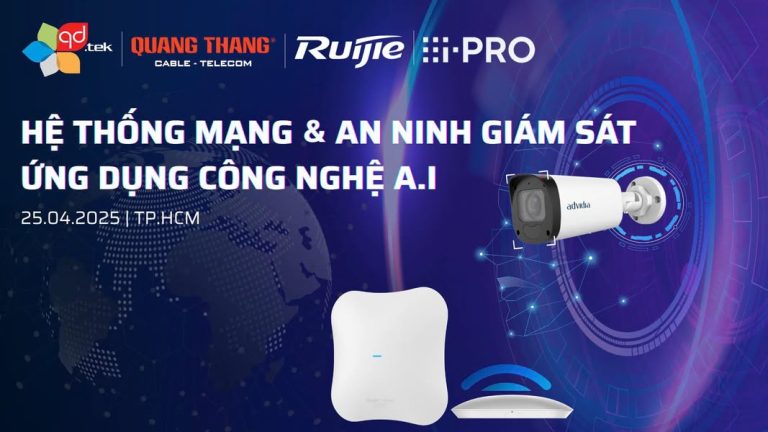 qd.tek
QUANG THANG®
CABLE - TELECOM
RuiJie
i-PRO
HỆ THỐNG MẠNG & AN NINH GIÁM SÁT
ỨNG DỤNG CÔNG NGHỆ A.I
25.04.2025 | TP.HCM
advidia